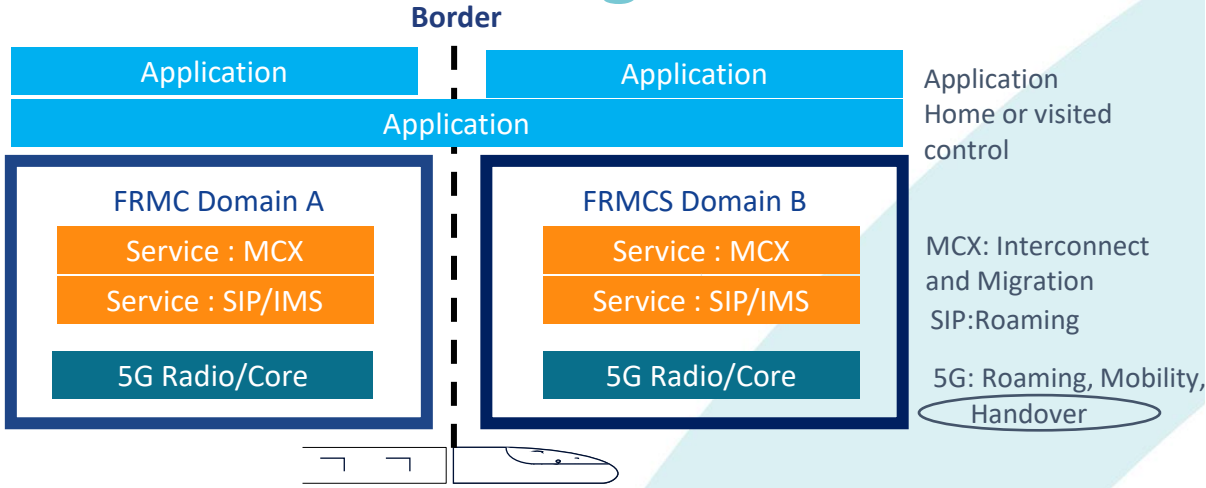 Border
Application
Application
Application
FRMC Domain A
Service : MCX
Service : SIP/IMS
5G Radio/Core
FRMCS Domain B
Service : MCX
Service : SIP/IMS
5G Radio/Core
Application
Home or visited
control
MCX: Interconnect
and Migration
SIP:Roaming
5G: Roaming, Mobility,
Handover